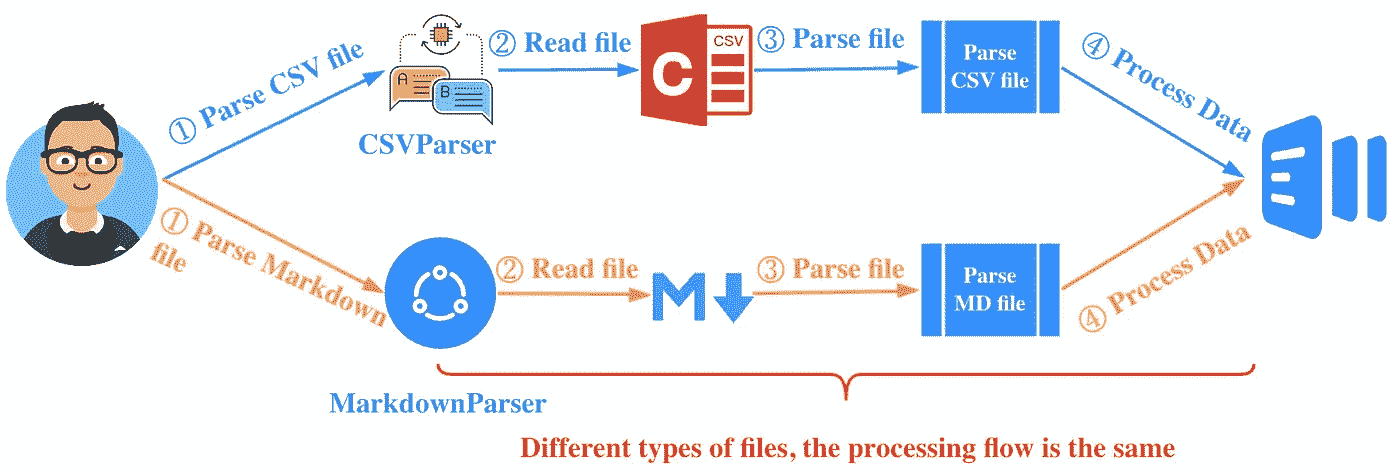 ① Parse CSV file
② Read file
③ Parse file
④ Process Data
A
B
C
CSV
Parse
CSV file
CSVParser
① Parse Markdown
file
② Read file
③ Parse file
④ Process Data
M
Parse
MD file
MarkdownParser
Different types of files, the processing flow is the same